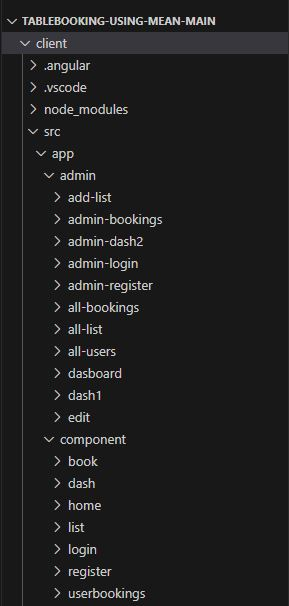 TABLEBOOKING-USING-MEAN-MAIN
client
.angular
.vscode
node_modules
src
app
admin
add-list
admin-bookings
admin-dash2
admin-login
admin-register
all-bookings
all-list
all-users
dasboard
dash1
edit
component
book
dash
home
list
login
register
userbookings